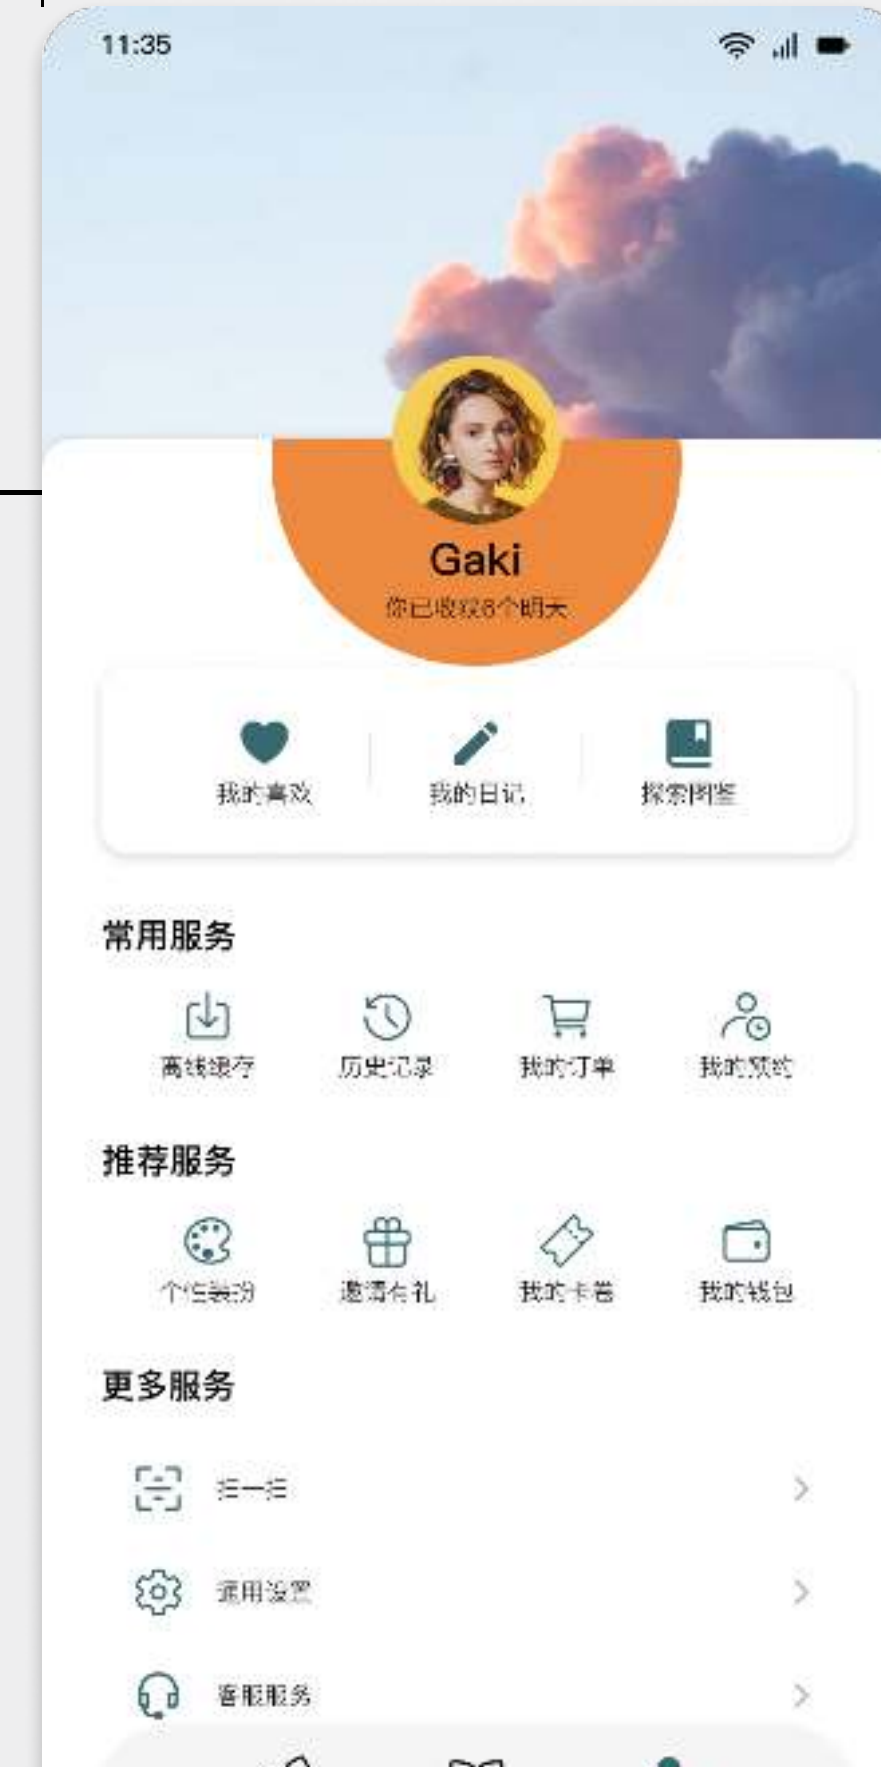 11:35
Gaki
你已收获8个明天
我的喜欢
我的日记
探索图鉴
常用服务
离线缓存
历史记录
我的订单
我的预约
推荐服务
个性装扮
邀请有礼
我的卡卷
我的钱包
更多服务
扫一扫
通用设置
客服服务